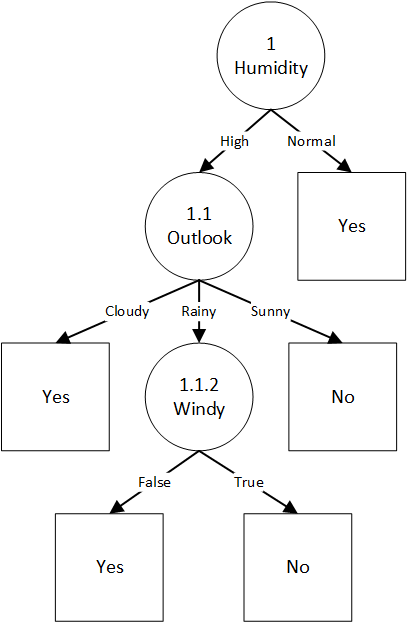 1
Humidity
High
Normal
1.1
Outlook
Yes
Cloudy
Rainy
Sunny
Yes
1.1.2
Windy
No
False
True
Yes
No